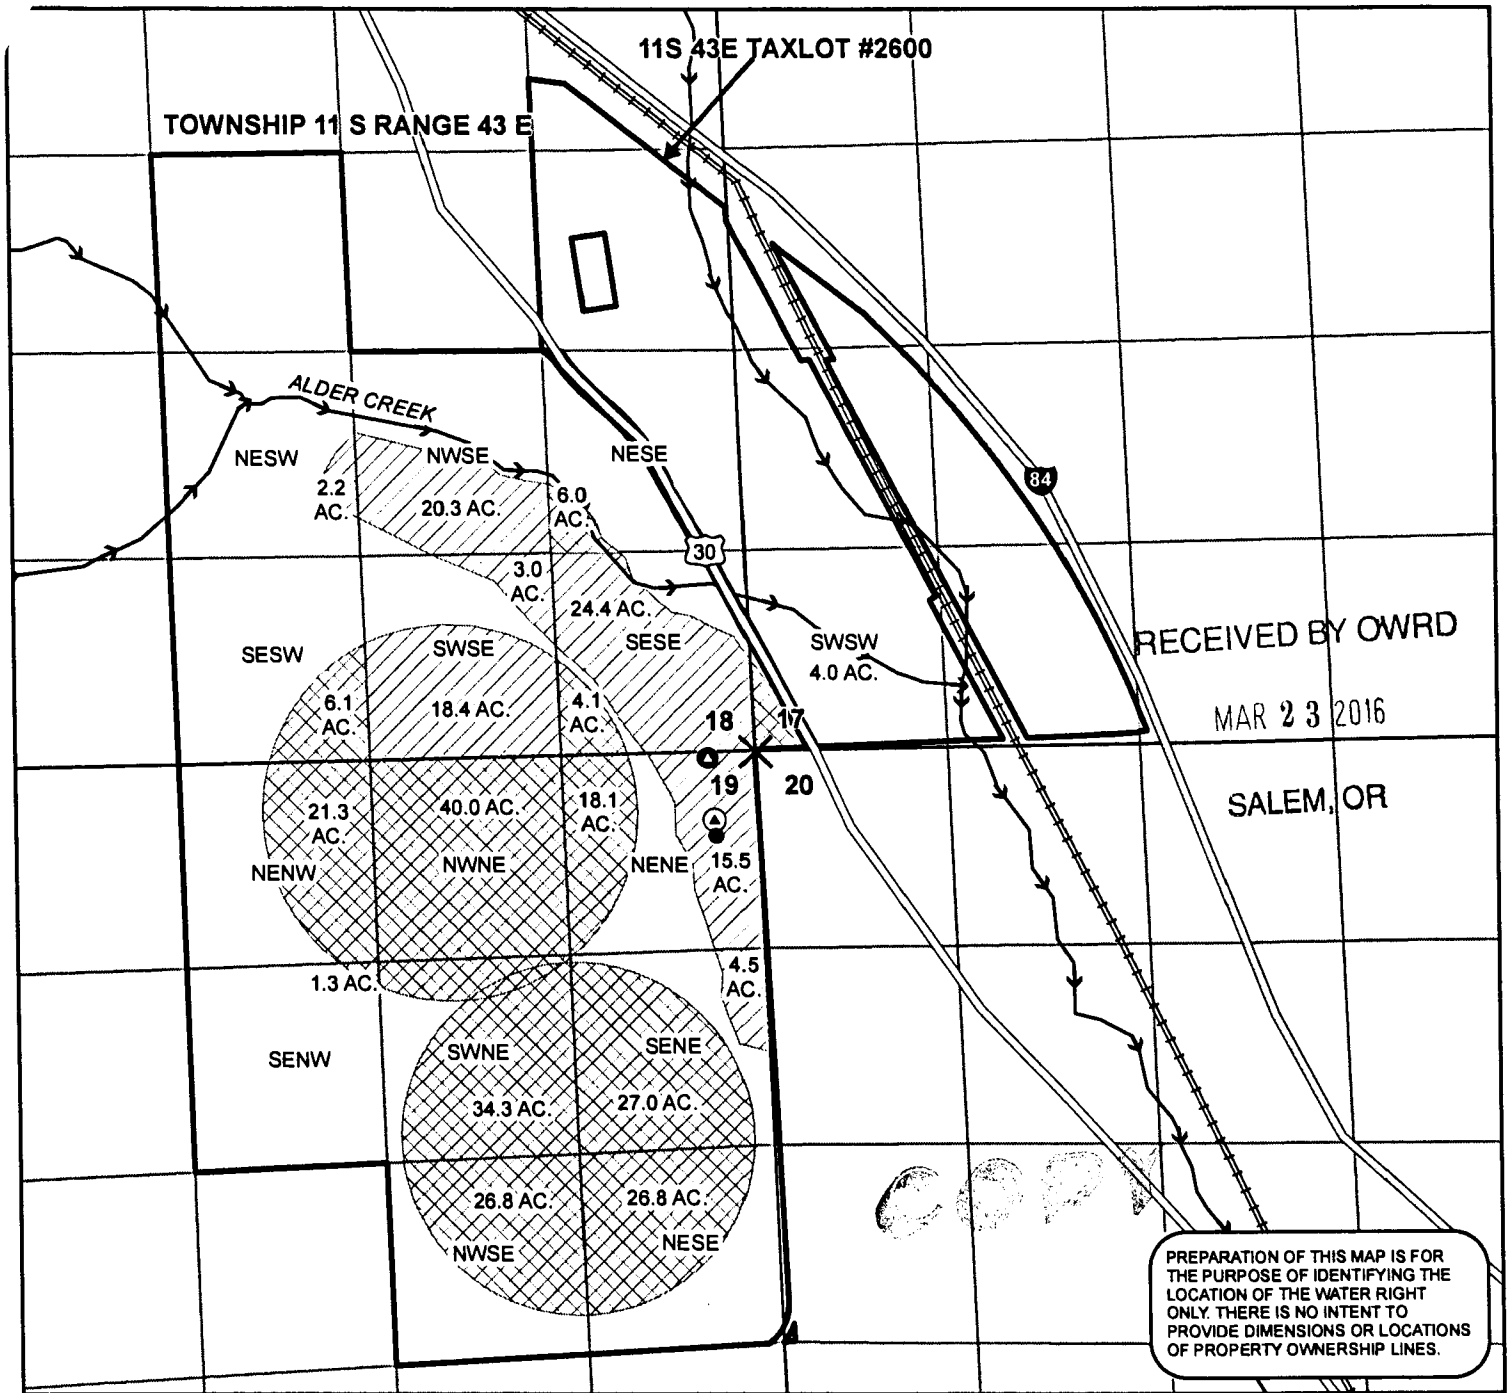 11S 43E TAXLOT #2600
TOWNSHIP 11 S RANGE 43 E
ALDER CREEK
NESW
NWSE
NESE
84
2.2
AC.
20.3 AC.
6.0
AC.
30
3.0
AC.
24.4 AC.
SESW
SWSE
SESE
SWSW
4.0 AC.
RECEIVED BY OWRD
6.1
AC.
18.4 AC.
4.1
AC.
18
17
MAR 23 2016
19
20
21.3
AC.
40.0 AC.
18.1
AC.
SALEM, OR
NENW
NWNE
NENE
15.5
AC.
1.3 AC.
4.5
AC.
SENW
SWNE
SENE
34.3 AC.
27.0 AC.
26.8 AC.
26.8 AC.
NWSE
NESE
COPY
PREPARATION OF THIS MAP IS FOR
THE PURPOSE OF IDENTIFYING THE
LOCATION OF THE WATER RIGHT
ONLY. THERE IS NO INTENT TO
PROVIDE DIMENSIONS OR LOCATIONS
OF PROPERTY OWNERSHIP LINES.